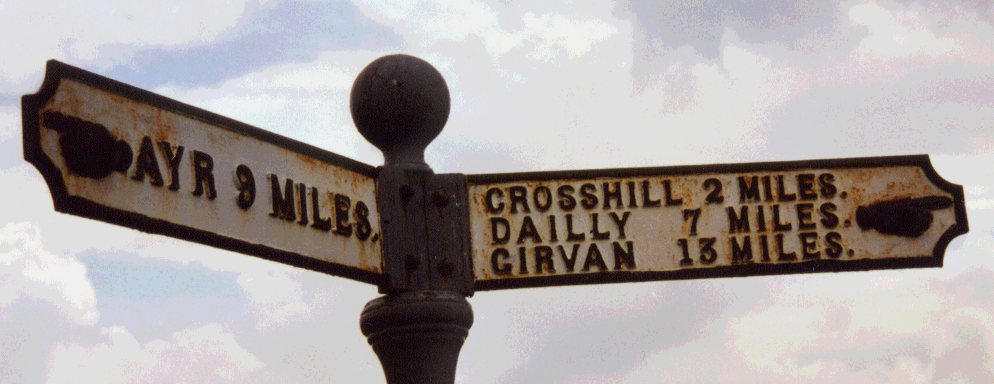 AYR 9 MILES.
CROSSHILL 2 MILES.
DAILLY 7 MILES.
GIRVAN 13 MILES.